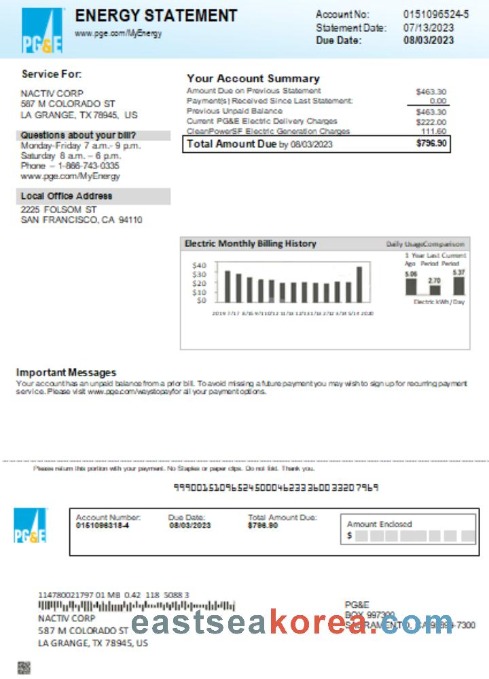 ENERGY STATEMENT
www.pge.com/MyEnergy
Account No: 0151096524-5
Statement Date: 07/13/2023
Due Date: 08/03/2023
PG&E
Service For:
NACTIV CORP
587 M COLORADO ST
LA GRANGE, TX 78945, US
Questions about your bill?
Monday-Friday 7 a.m.- 9 p.m.
Saturday 8 a.m. – 6 p.m.
Phone – 1-866-743-0335
www.pge.com/MyEnergy
Local Office Address
2225 FOLSOM ST
SAN FRANCISCO, CA 94110
Your Account Summary
Amount Due on Previous Statement $463.30
Payment(s) Received Since Last Statement: 0.00
Previous Unpaid Balance $463.30
Current PG&E Electric Delivery Charges $222.00
CleanPowerSF Electric Generation Charges 111.60
Total Amount Due by 08/03/2023 $796.90
Electric Monthly Billing History
Daily UsageComparison
1 Year Last Current
Ago Period Period
$40
$30
$20
$10
$0
5.06 2.70 5.37
Electric kWh / Day
Important Messages
Your account has an unpaid balance from a prior bill. To avoid missing a future payment you may wish to sign up for recurring payment
service. Please visit www.pge.com/waystopay for all your payment options.
Please return this portion with your payment. No Staples or paper clips. Do not fold. Thank you.
PG&E
Account Number: Due Date: Total Amount Due:
0151096318-4 08/03/2023 $796.90
Amount Enclosed
$
114780021797 01 MB 0.42 118 5088 3
NACTIV CORP
587 M COLORADO ST
LA GRANGE, TX 78945, US
PG&E
BOX 997300
SACRAMENTO, CA
eastseakorea.com